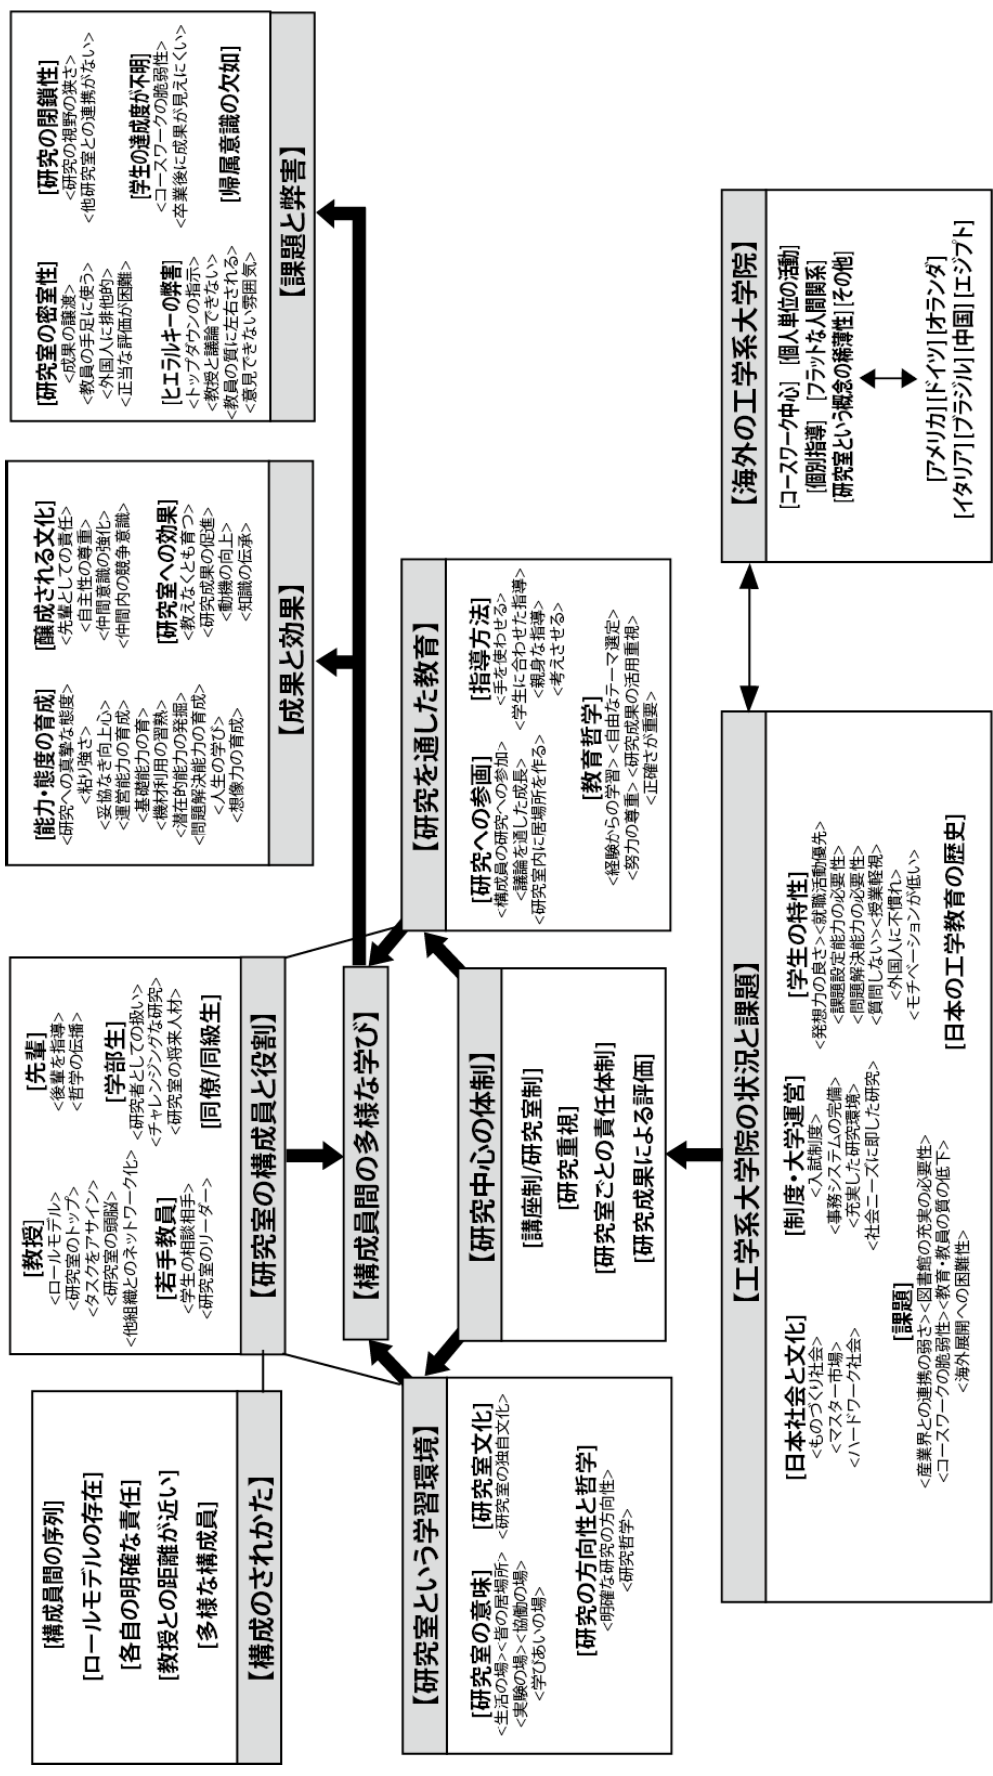 [構成員間の序列]
[ロールモデルの存在]
[各自の明確な責任]
[教授との距離が近い]
[多様な構成員]
【構成のされかた】
[教授]
<ロールモデル>
<研究室のトップ>
<タスクをアサイン>
<研究室の頭脳>
<他組織とのネットワーク化>
[若手教員]
<学生の相談相手>
<研究室のリーダー>
[先輩]
<後輩を指導>
<哲学の伝播>
[学部生]
<研究者としての扱い>
<チャレンジングな研究>
<研究室の将来人材>
[同僚/同級生]
【研究室の構成員と役割】
[能力・態度の育成]
<研究への真摯な態度>
<粘り強さ>
<妥協なき向上心>
<運営能力の育成>
<基礎能力の育>
<機材利用の習熟>
<潜在的能力の発掘>
<問題解決能力の育成>
<人生の学び>
<想像力の育成>
[醸成される文化]
<先輩としての責任>
<自主性の尊重>
<仲間意識の強化>
<仲間内の競争意識>
[研究室への効果]
<教えなくとも育つ>
<研究成果の促進>
<動機の向上>
<知識の伝承>
【成果と効果】
[研究室の密室性]
<成果の譲渡>
<教員の手足に使う>
<外国人に排他的>
<正当な評価が困難>
[ヒエラルキーの弊害]
<トップダウンの指示>
<教授と議論できない>
<教員の質に左右される>
<意見できない雰囲気>
[研究の閉鎖性]
<研究の視野の狭さ>
<他研究室との連携がない>
[学生の達成度が不明]
<コースワークの脆弱性>
<卒業後に成果が見えにくい>
[帰属意識の欠如]
【課題と弊害】
【構成員間の多様な学び】
【研究室という学習環境】
[研究室の意味]
<生活の場><皆の居場所>
<実験の場><協働の場>
<学びあいの場>
[研究室文化]
<研究室の独自文化>
[研究の方向性と哲学]
<明確な研究の方向性>
<研究哲学>
【研究中心の体制】
[講座制/研究室制]
[研究重視]
[研究室ごとの責任体制]
[研究成果による評価]
【研究を通した教育】
[研究への参画]
<構成員の研究への参加>
<議論を通した成長>
<研究室内に居場所を作る>
[指導方法]
<手を使わせる>
<学生に合わせた指導>
<親身な指導>
<考えさせる>
[教育哲学]
<経験からの学習><自由なテーマ選定>
<努力の尊重><研究成果の活用重視>
<正確さが重要>
【工学系大学院の状況と課題】
[日本社会と文化]
<ものづくり社会>
<マスター市場>
<ハードワーク社会>
[制度・大学運営]
<入試制度>
<事務システムの完備>
<充実した研究環境>
<社会ニーズに即した研究>
[学生の特性]
<発想力の良さ><就職活動優先>
<課題設定能力の必要性>
<問題解決能力の必要性>
<質問しない><授業軽視>
<外国人に不慣れ>
<モチベーションが低い>
[課題]
<産業界との連携の弱さ><図書館の充実の必要性>
<コースワークの脆弱性><教育・教員の質の低下>
<海外展開への困難性>
[日本の工学教育の歴史]
【海外の工学系大学院】
[コースワーク中心] [個人単位の活動]
[個別指導] [フラットな人間関係]
[研究室という概念の稀薄性][その他]
[アメリカ][ドイツ][オランダ]
[イタリア][ブラジル][中国][エジプト]